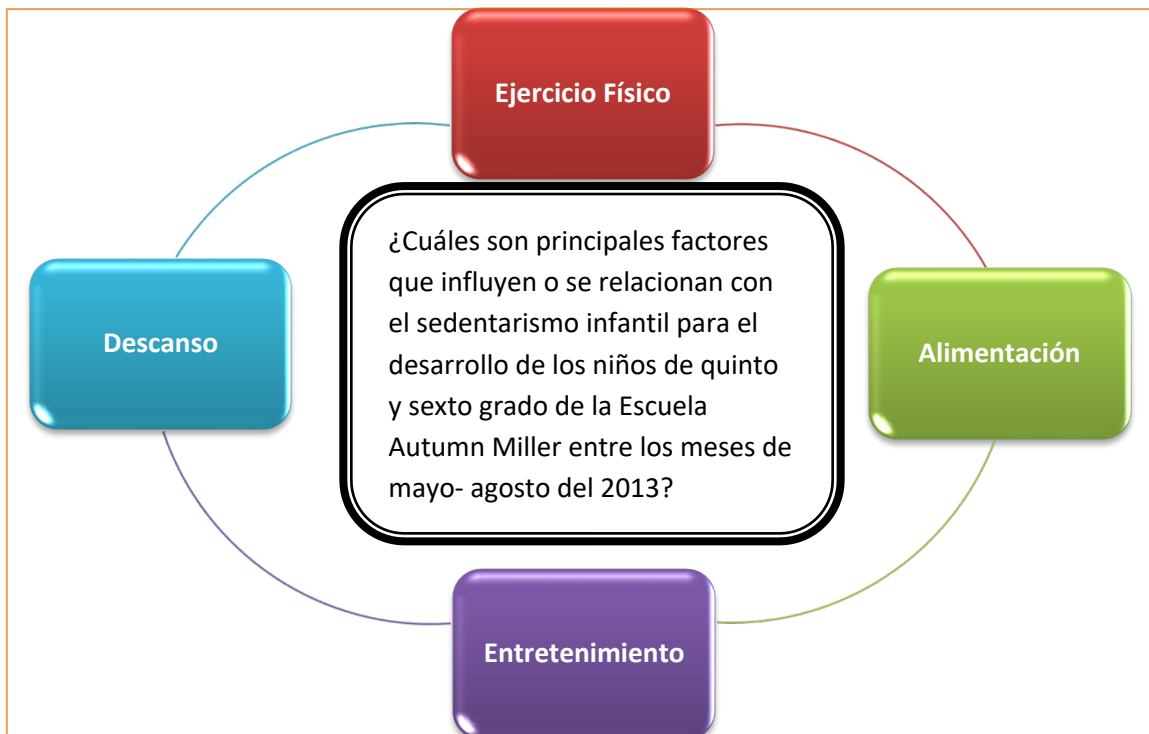 Ejercicio Físico
¿Cuáles son principales factores
que influyen o se relacionan con
el sedentarismo infantil para el
desarrollo de los niños de quinto
y sexto grado de la Escuela
Autumn Miller entre los meses de
mayo- agosto del 2013?
Descanso
Alimentación
Entretenimiento